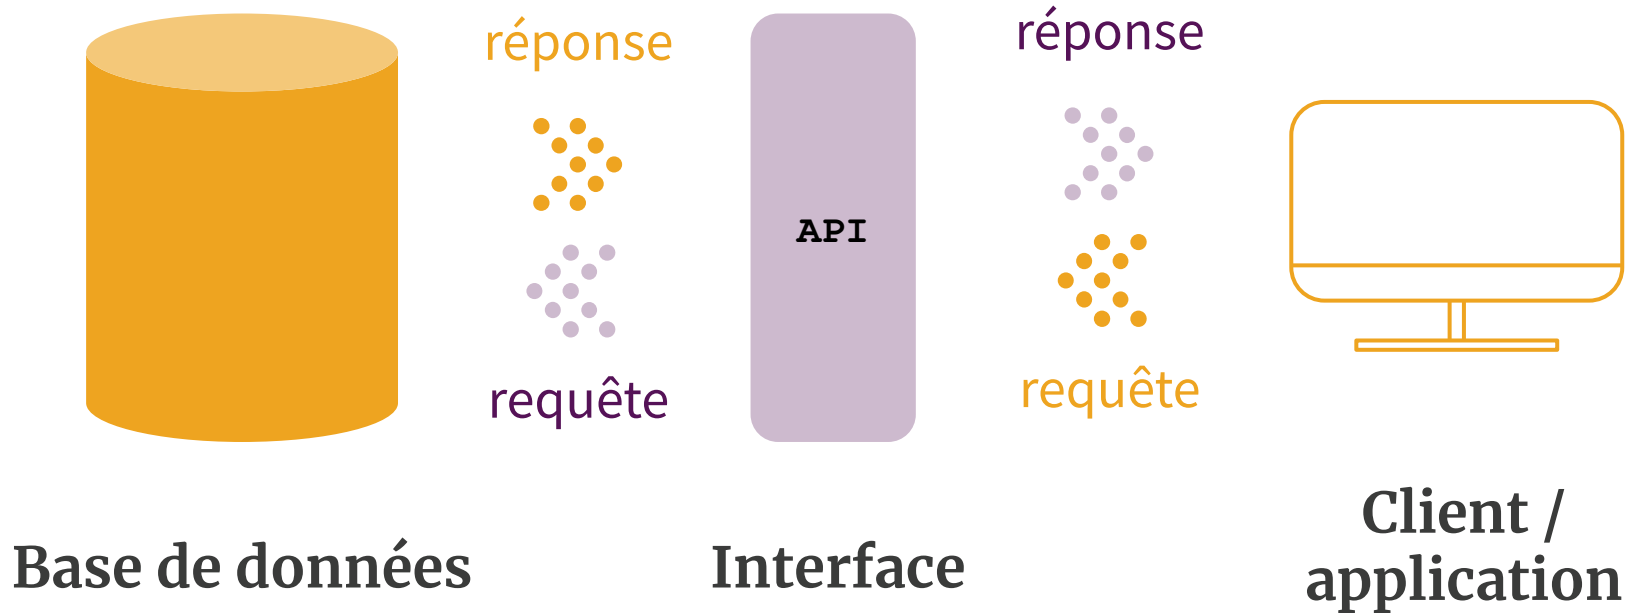 réponse
réponse
API
requête
requête
Base de données
Interface
Client /
application